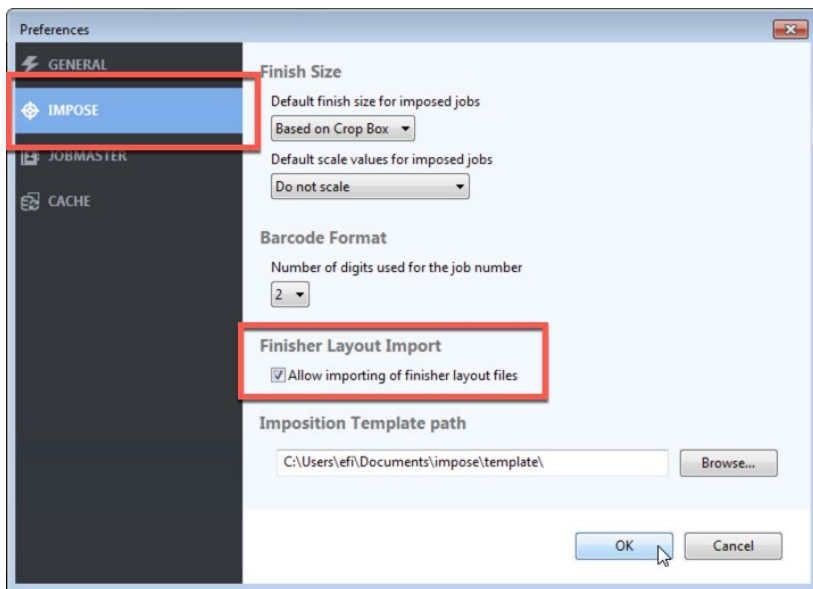 Preferences
GENERAL
IMPOSE
JOBMASTER
CACHE
Finish Size
Default finish size for imposed jobs
Based on Crop Box
Default scale values for imposed jobs
Do not scale
Barcode Format
Number of digits used for the job number
2
Finisher Layout Import
Allow importing of finisher layout files
Imposition Template path
C:\Users\efi\Documents\impose\template\
Browse...
OK
Cancel